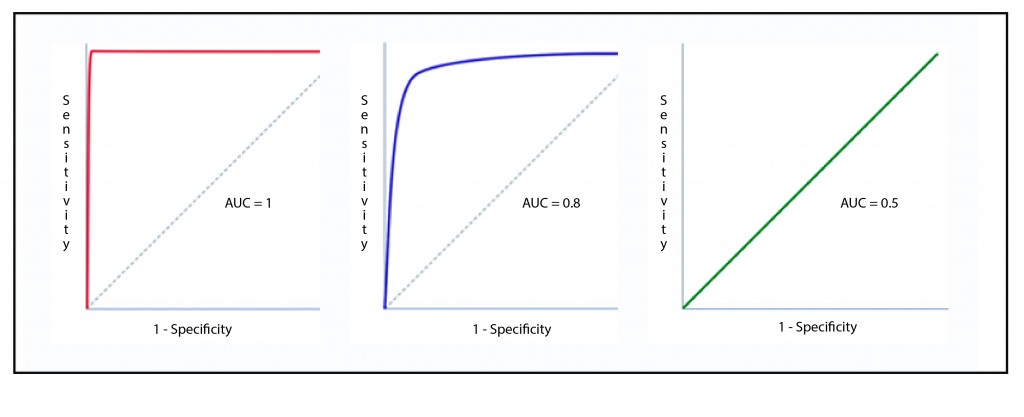 Sensitivity
AUC = 1
1 - Specificity
Sensitivity
AUC = 0.8
1 - Specificity
Sensitivity
AUC = 0.5
1 - Specificity